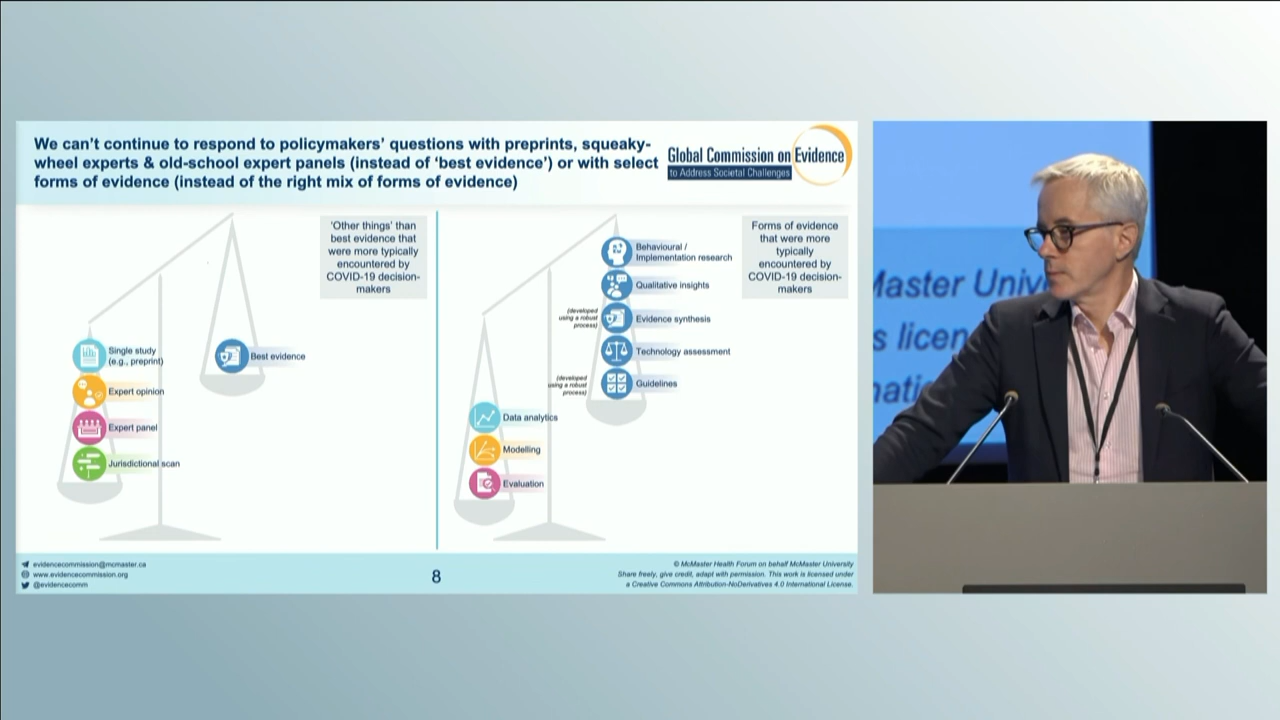 We can't continue to respond to policymakers' questions with preprints, squeaky-
wheel experts & old-school expert panels (instead of 'best evidence') or with select
forms of evidence (instead of the right mix of forms of evidence)
Global Commission on Evidence
to Address Societal Challenges
'Other things' than
best evidence that
were more typically
encountered by
COVID-19 decision-
makers
Single study
(e.g., preprint)
Expert opinion
Expert panel
Jurisdictional scan
Best evidence
Forms of evidence
that were more
typically
encountered by
COVID-19 decision-
makers
Behavioural /
Implementation research
Qualitative insights
(developed
using a robust
process)
Evidence synthesis
Technology assessment
(developed
using a robust
process)
Guidelines
Data analytics
Modelling
Evaluation
evidencecommission@mcmaster.ca
www.evidencecommission.org
@evidencecomm
8
© McMaster Health Forum on behalf McMaster University
Share freely, give credit, adapt with permission. This work is licensed under
a Creative Commons Attribution-NoDerivatives 4.0 International License.
Master Univ
s licen